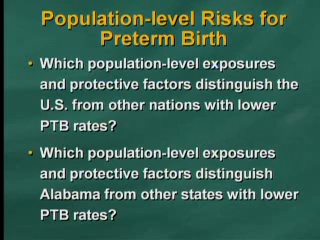 Population-level Risks for
Preterm Birth
• Which population-level exposures
and protective factors distinguish the
U.S. from other nations with lower
PTB rates?
• Which population-level exposures
and protective factors distinguish
Alabama from other states with lower
PTB rates?